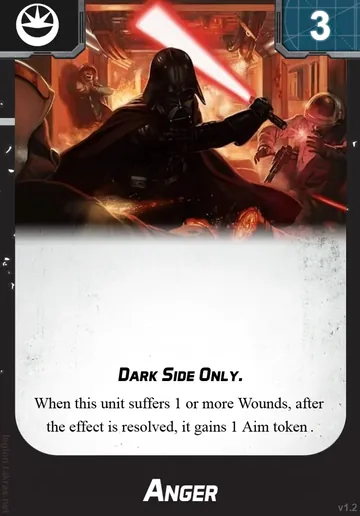 3
DARK SIDE ONLY.
When this unit suffers 1 or more Wounds, after
the effect is resolved, it gains 1 Aim token .
ANGER
v1.2